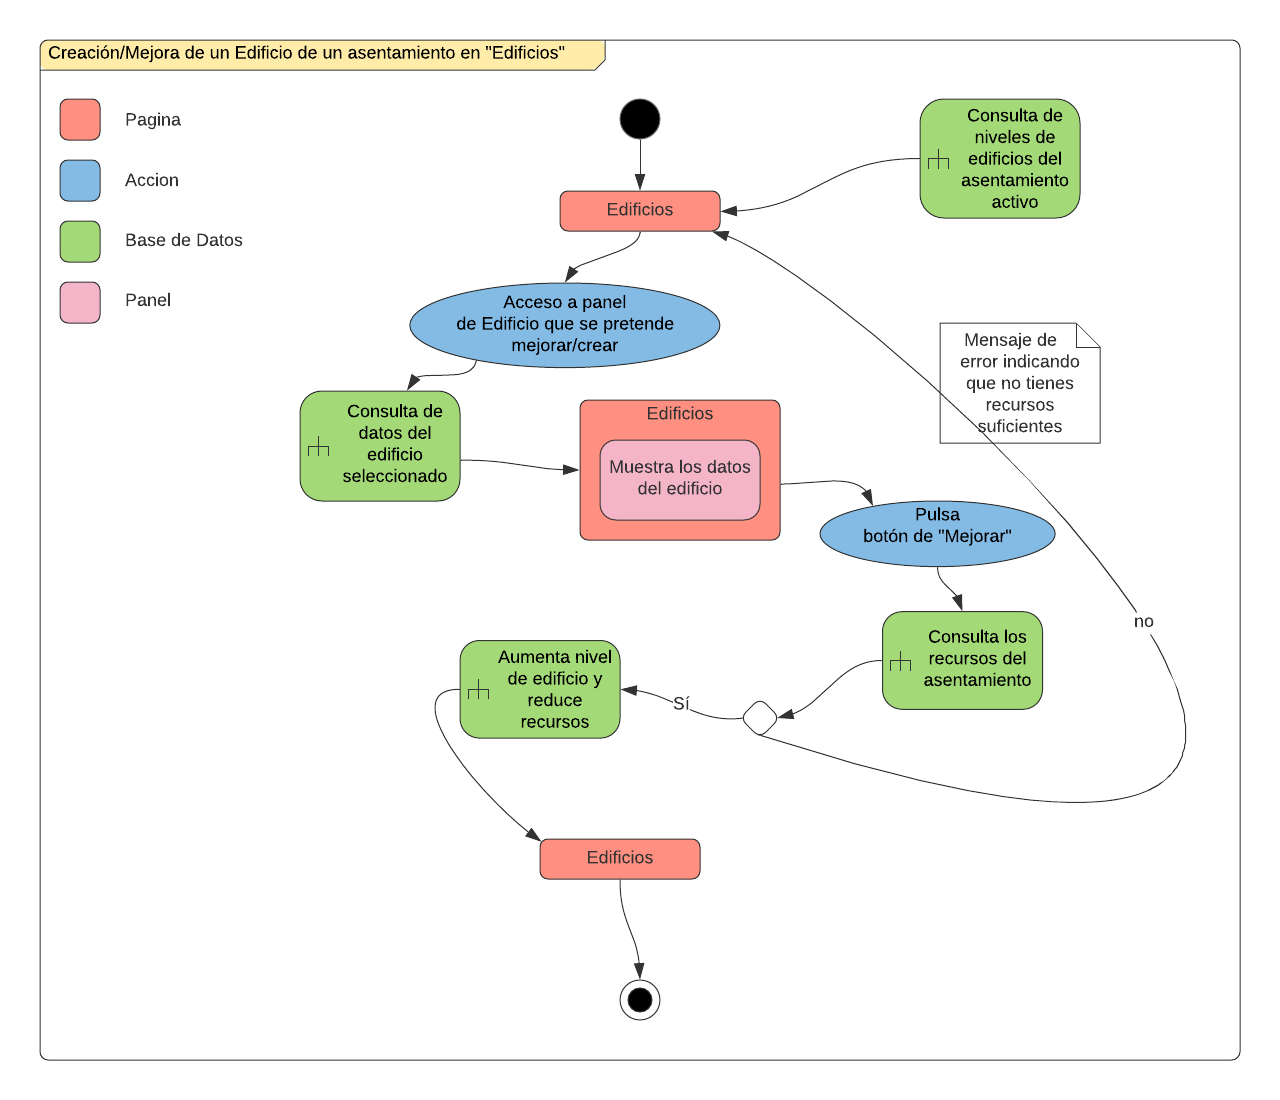 Creación/Mejora de un Edificio de un asentamiento en "Edificios"
Pagina
Accion
Base de Datos
Panel
Consulta de
niveles de
edificios del
asentamiento
activo
Edificios
Acceso a panel
de Edificio que se pretende
mejorar/crear
Mensaje de
error indicando
que no tienes
recursos
suficientes
Consulta de
datos del
edificio
seleccionado
Edificios
Muestra los datos
del edificio
Pulsa
botón de "Mejorar"
no
Consulta los
recursos del
asentamiento
Sí
Aumenta nivel
de edificio y
reduce
recursos
Edificios